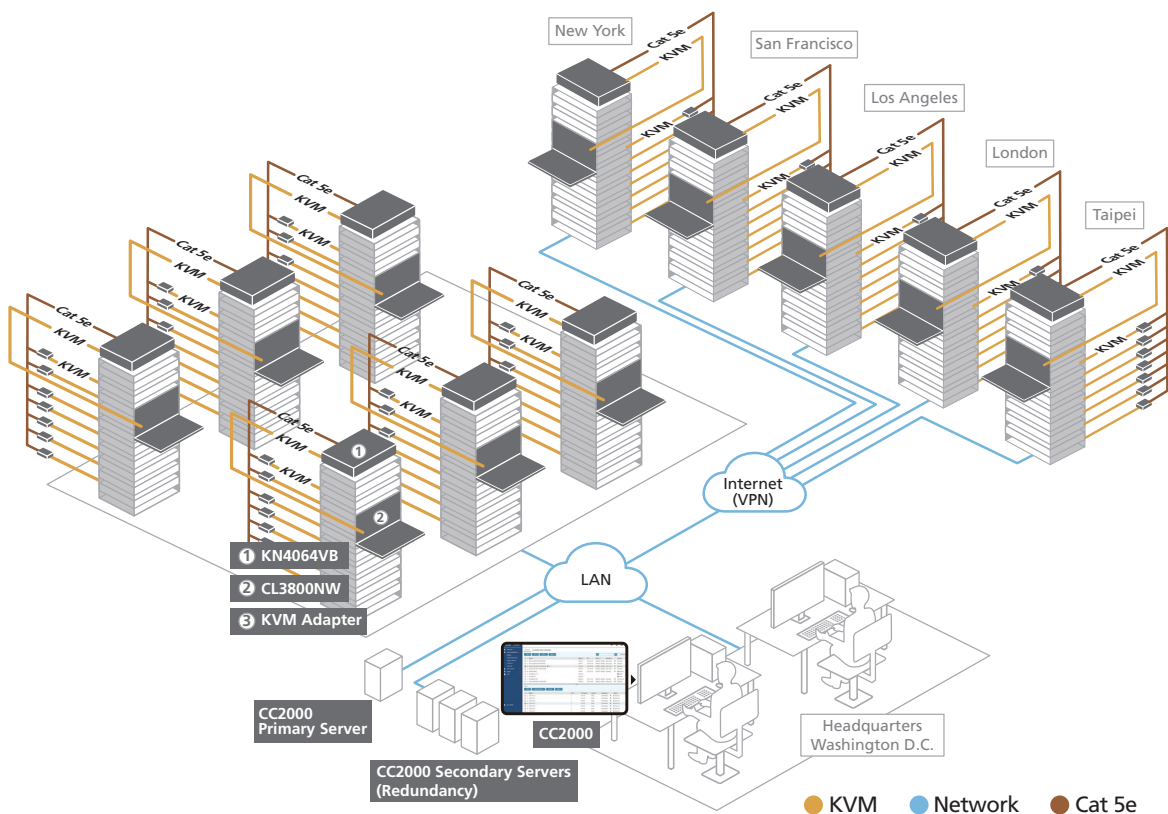 New York
San Francisco
Los Angeles
London
Taipei
Cat 5e
KVM
KVM
Cat 5e
KVM
KVM
Cat 5e
KVM
KVM
Cat 5e
KVM
KVM
Cat 5e
KVM
KVM
Cat 5e
KVM
KVM
Cat 5e
KVM
KVM
Cat 5e
KVM
KVM
Cat 5e
KVM
KVM
Cat 5e
KVM
KVM
Cat 5e
KVM
KVM
1
2
1 KN4064VB
2 CL3800NW
3 KVM Adapter
Internet
(VPN)
LAN
CC2000
Primary Server
CC2000 Secondary Servers
(Redundancy)
CC2000
Headquarters
Washington D.C.
KVM
Network
Cat 5e